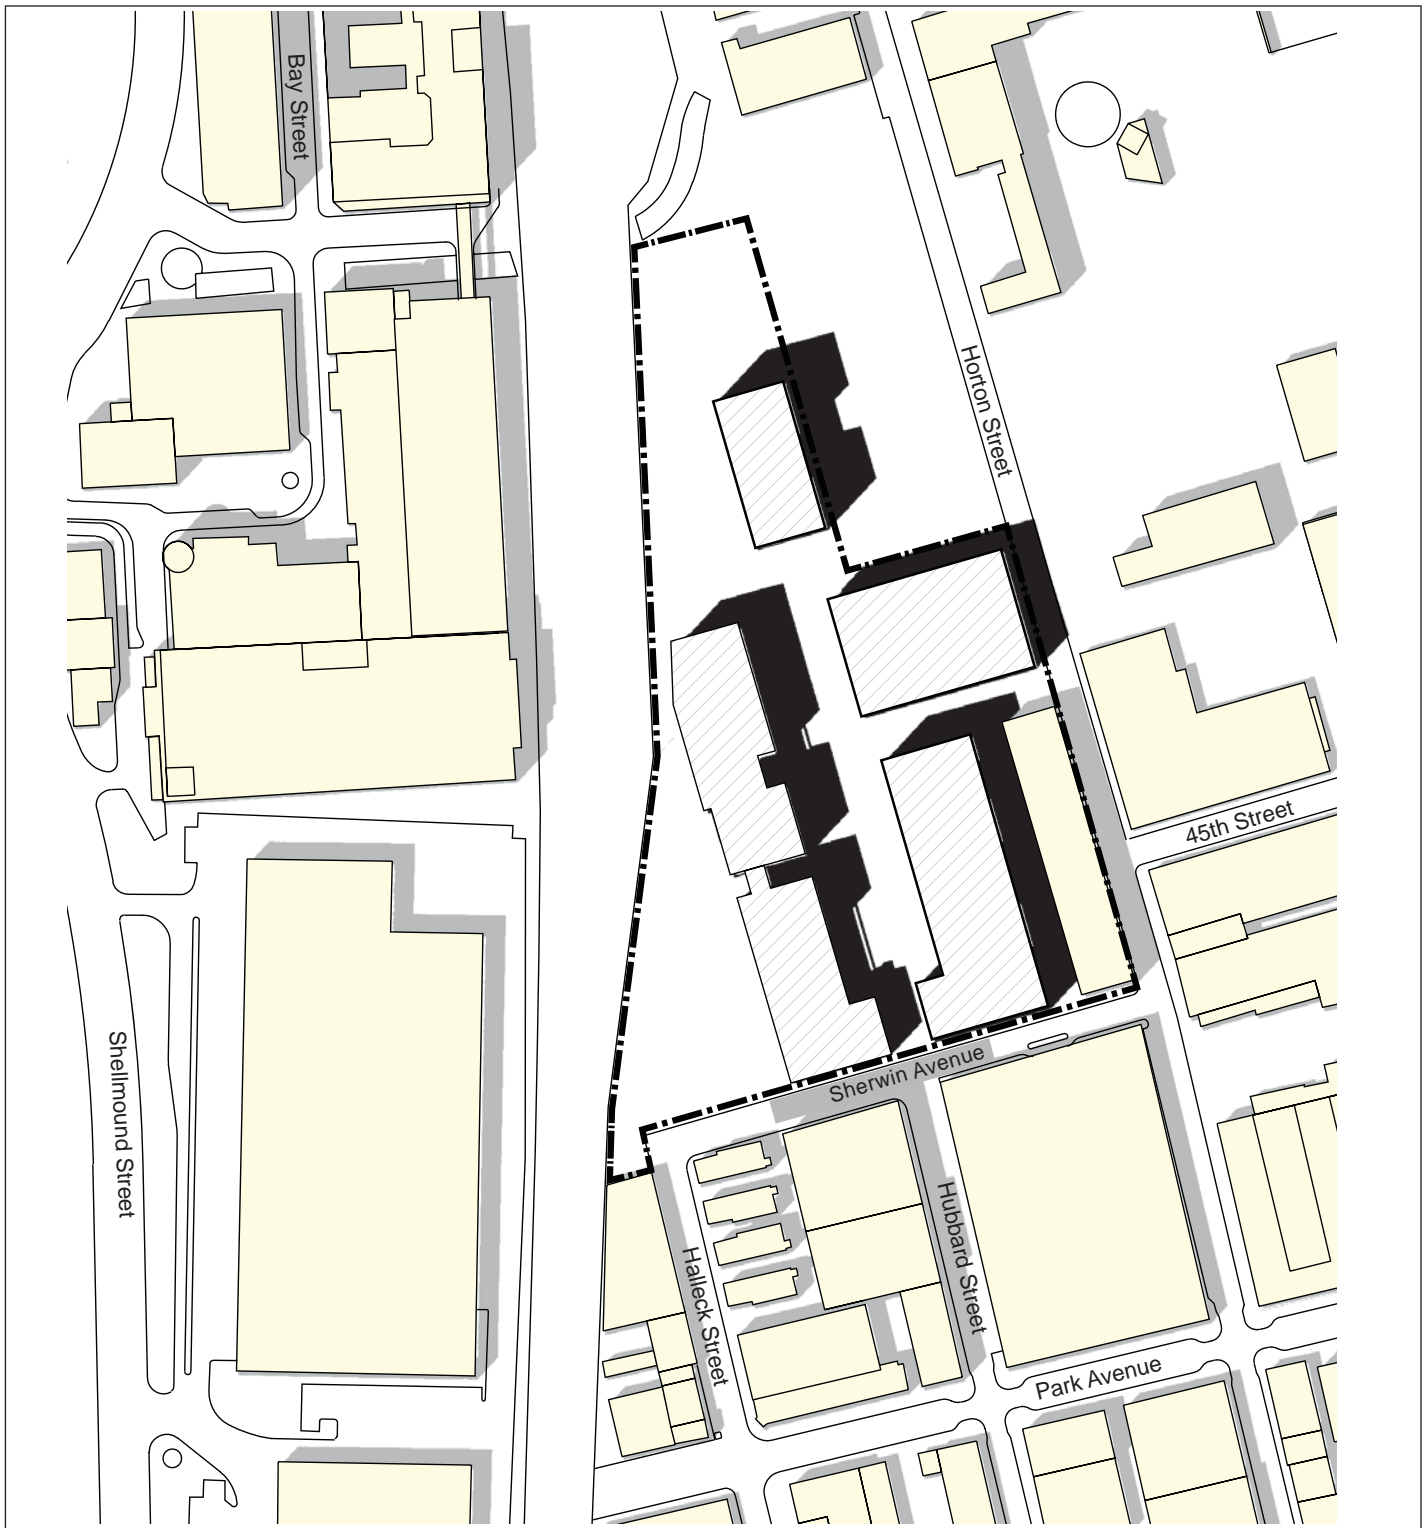 Bay Street
Horton Street
45th Street
Sherwin Avenue
Shellmound Street
Hubbard Street
Halleck Street
Park Avenue